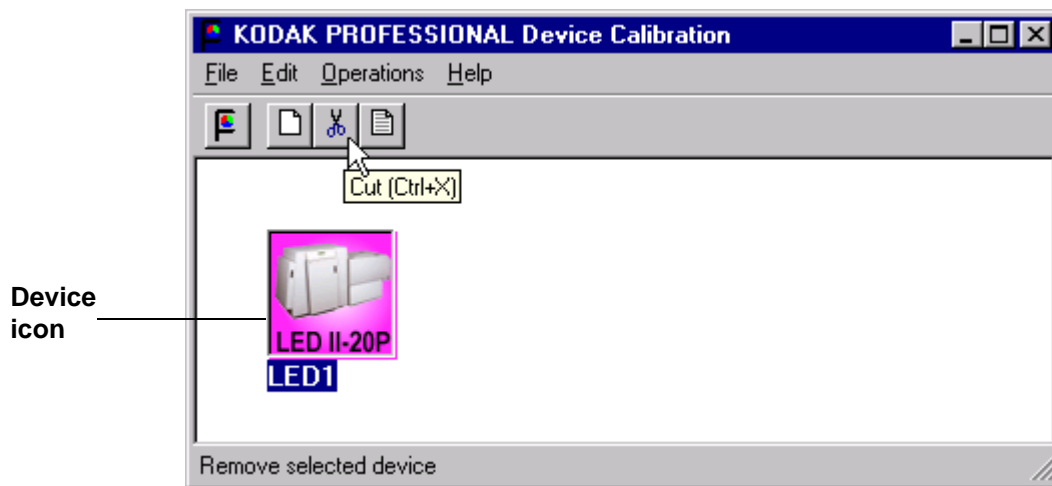 KODAK PROFESSIONAL Device Calibration
File Edit Operations Help
Cut (Ctrl+X)
Device
icon
LED II-20P
LED1
Remove selected device